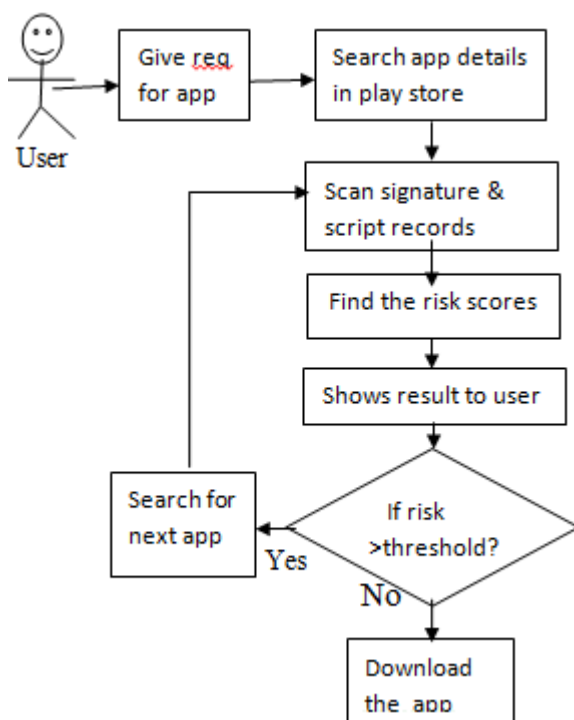 Give req
for app
Search app details
in play store
User
Scan signature &
script records
Find the risk scores
Shows result to user
Search for
next app
If risk
>threshold?
Yes
No
Download
the app